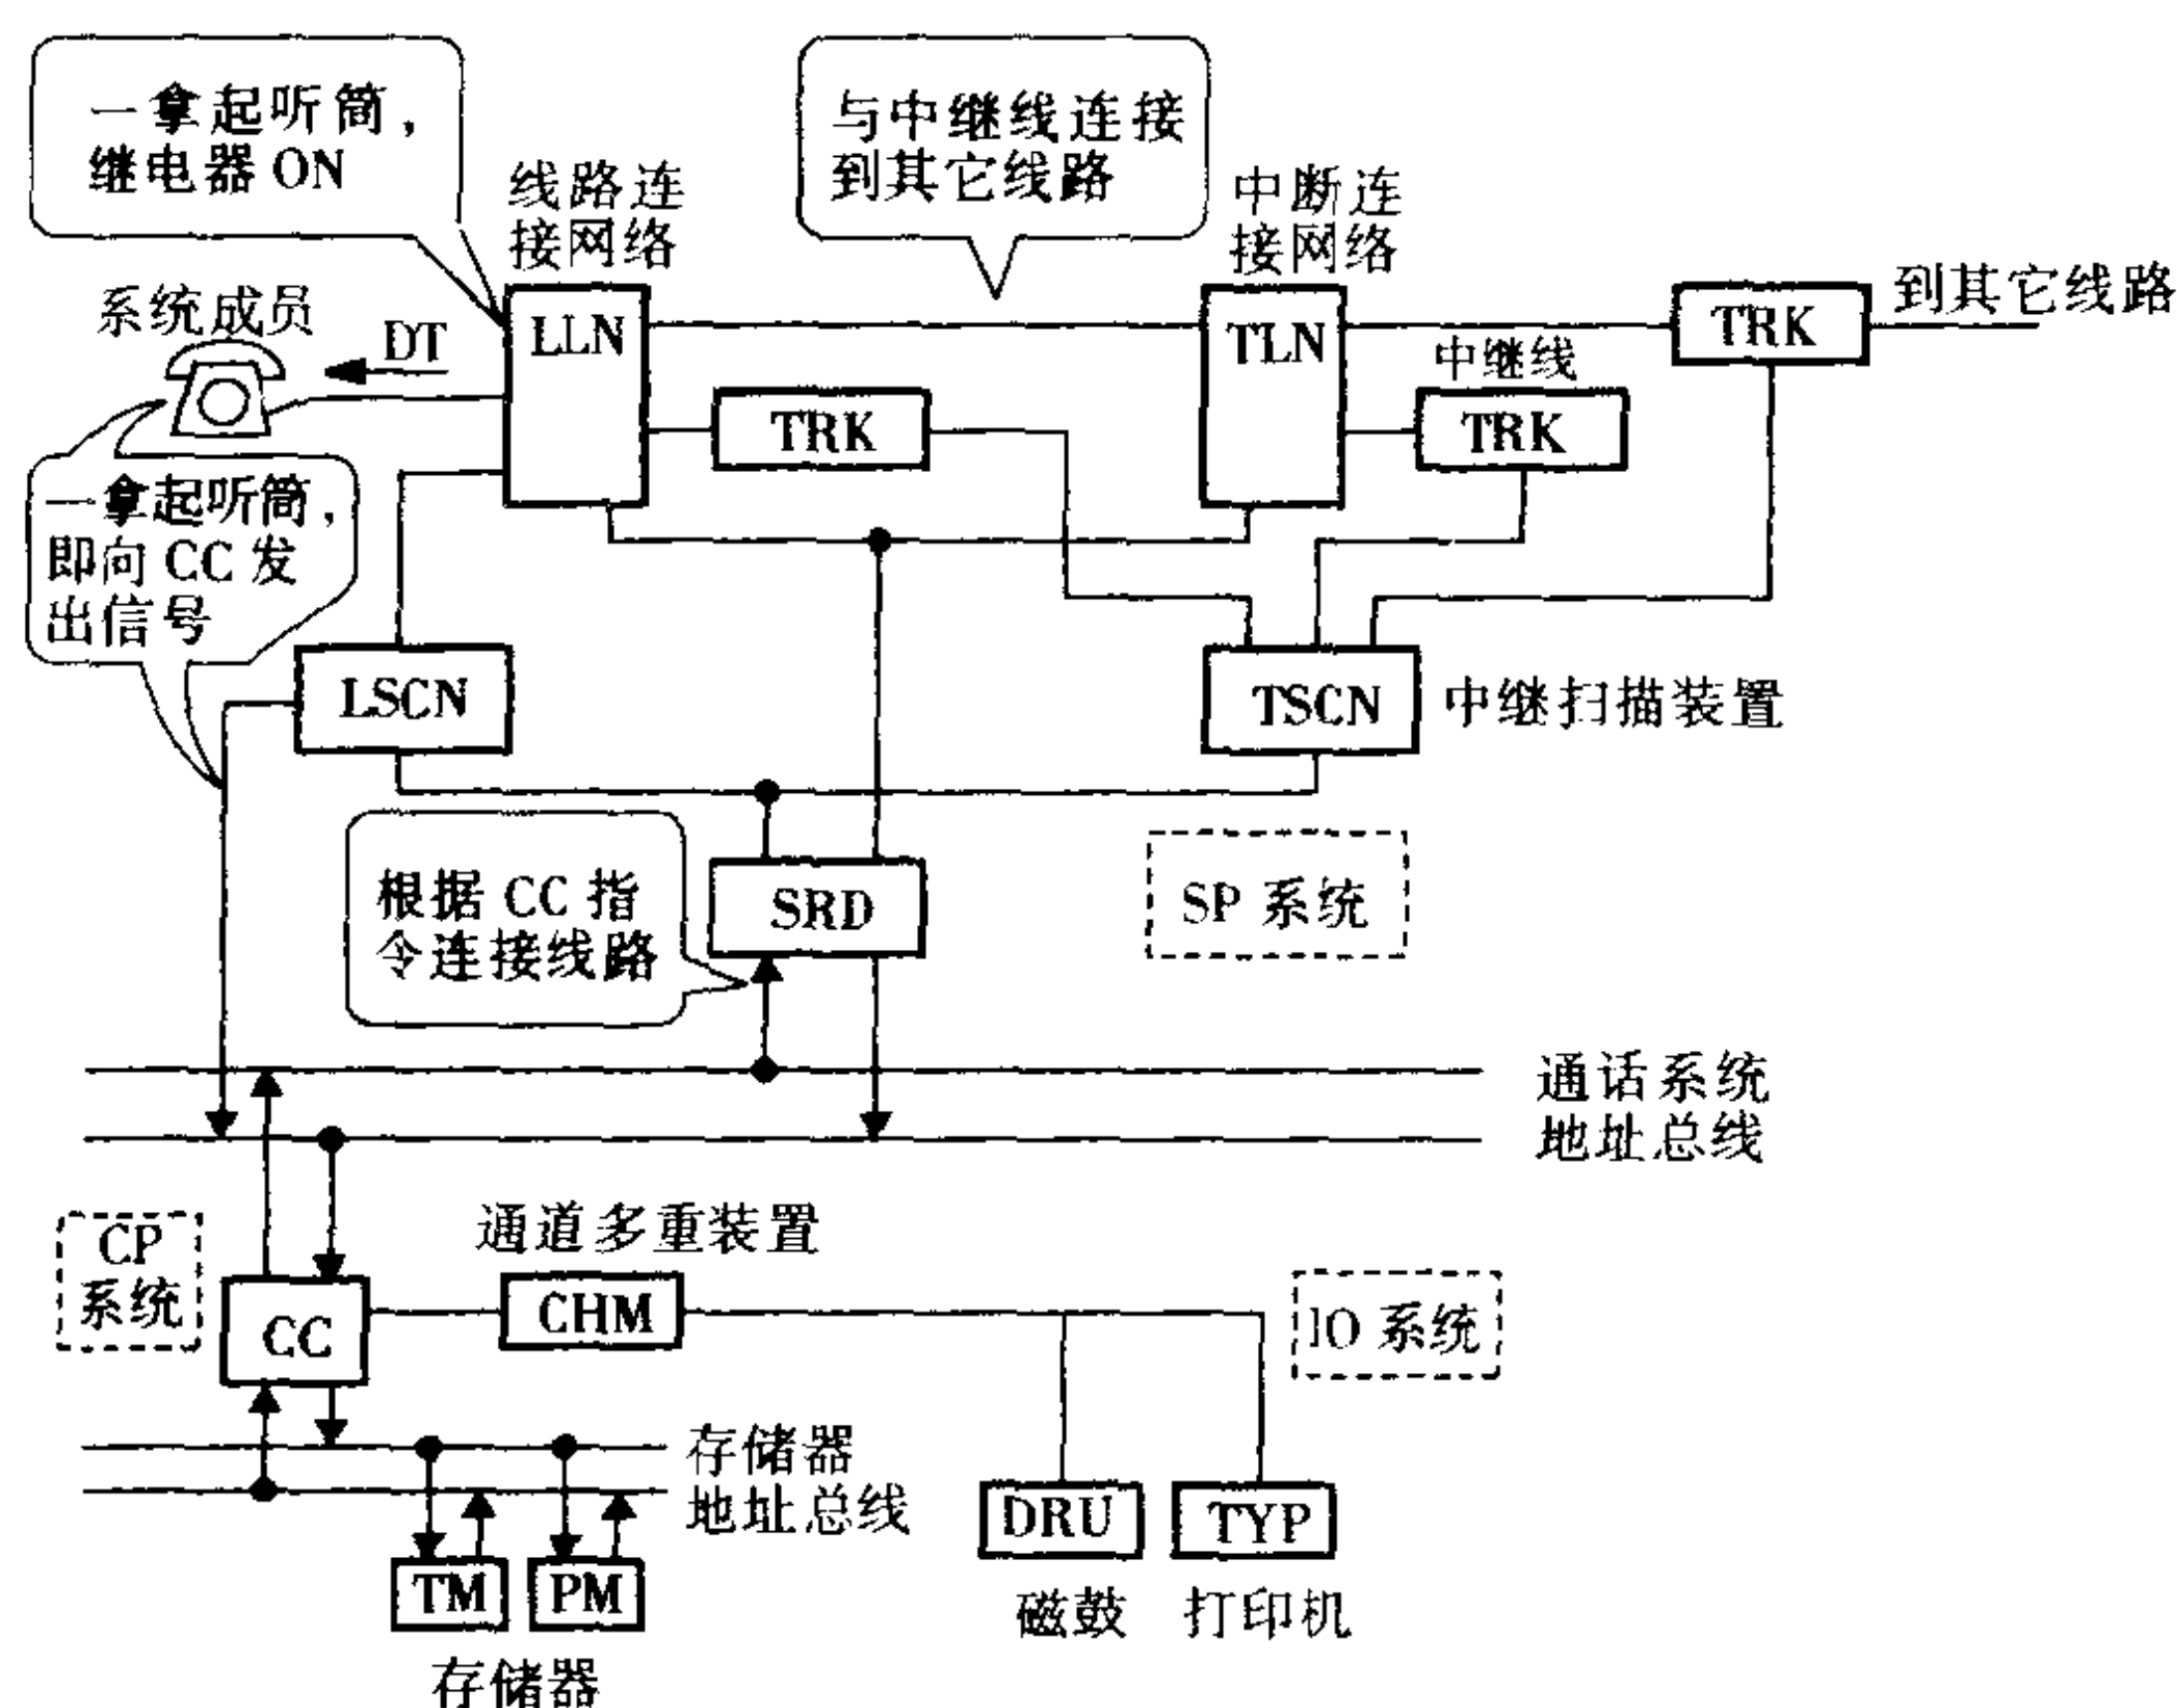 一拿起听筒，
继电器 ON
与中继线连接
到其它线路
线路连
接网络
中断连
接网络
到其它线路
系统成员
DT
LLN
TLN
TRK
中继线
TRK
TRK
一拿起听筒，
即向 CC 发
出信号
LSCN
TSCN
中继扫描装置
根据 CC 指
令连接线路
SRD
SP 系统
通话系统
地址总线
CP
系统
通道多重装置
CC
CHM
IO 系统
存储器
地址总线
DRU
TYP
TM
PM
磁鼓
打印机
存储器